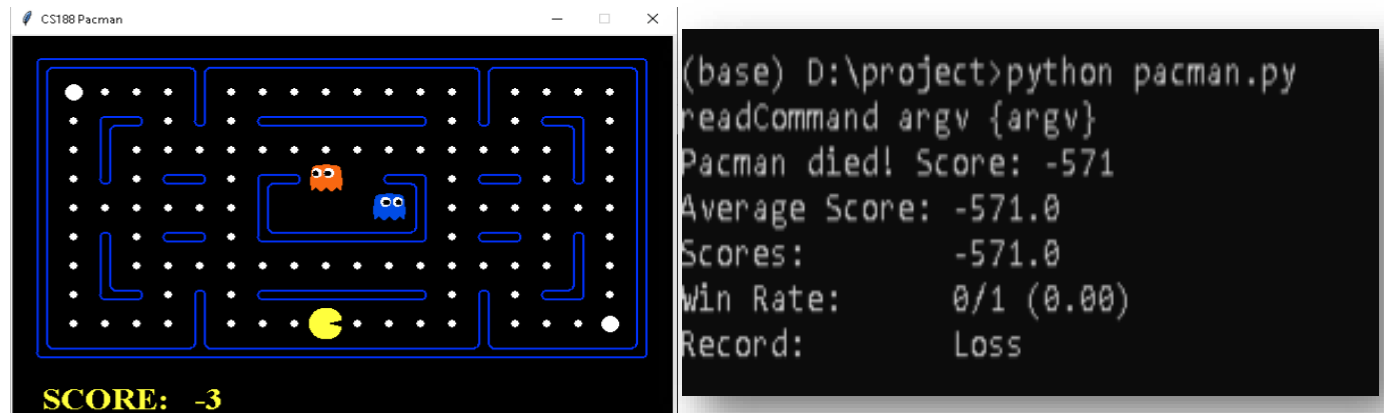 CS188 Pacman
SCORE: -3
(base) D:\project>python pacman.py
readCommand argv {argv}
Pacman died! Score: -571
Average Score: -571.0
Scores: -571.0
Win Rate: 0/1 (0.00)
Record: Loss